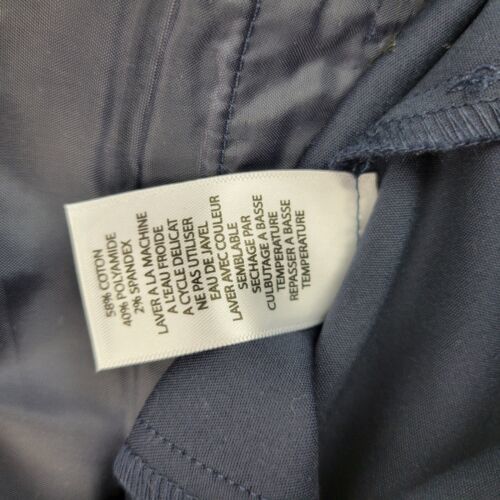 58% COTON
40% POLYAMIDE
2% SPANDEX
LAVER A LA MACHINE
A L'EAU FROIDE
A CYCLE DELICAT
NE PAS UTILISER
EAU DE JAVEL
LAVER AVEC COULEUR
SEMBLABLE
SECHAGE PAR
CULBUTAGE A BASSE
TEMPERATURE
REPASSER A BASSE
TEMPERATURE